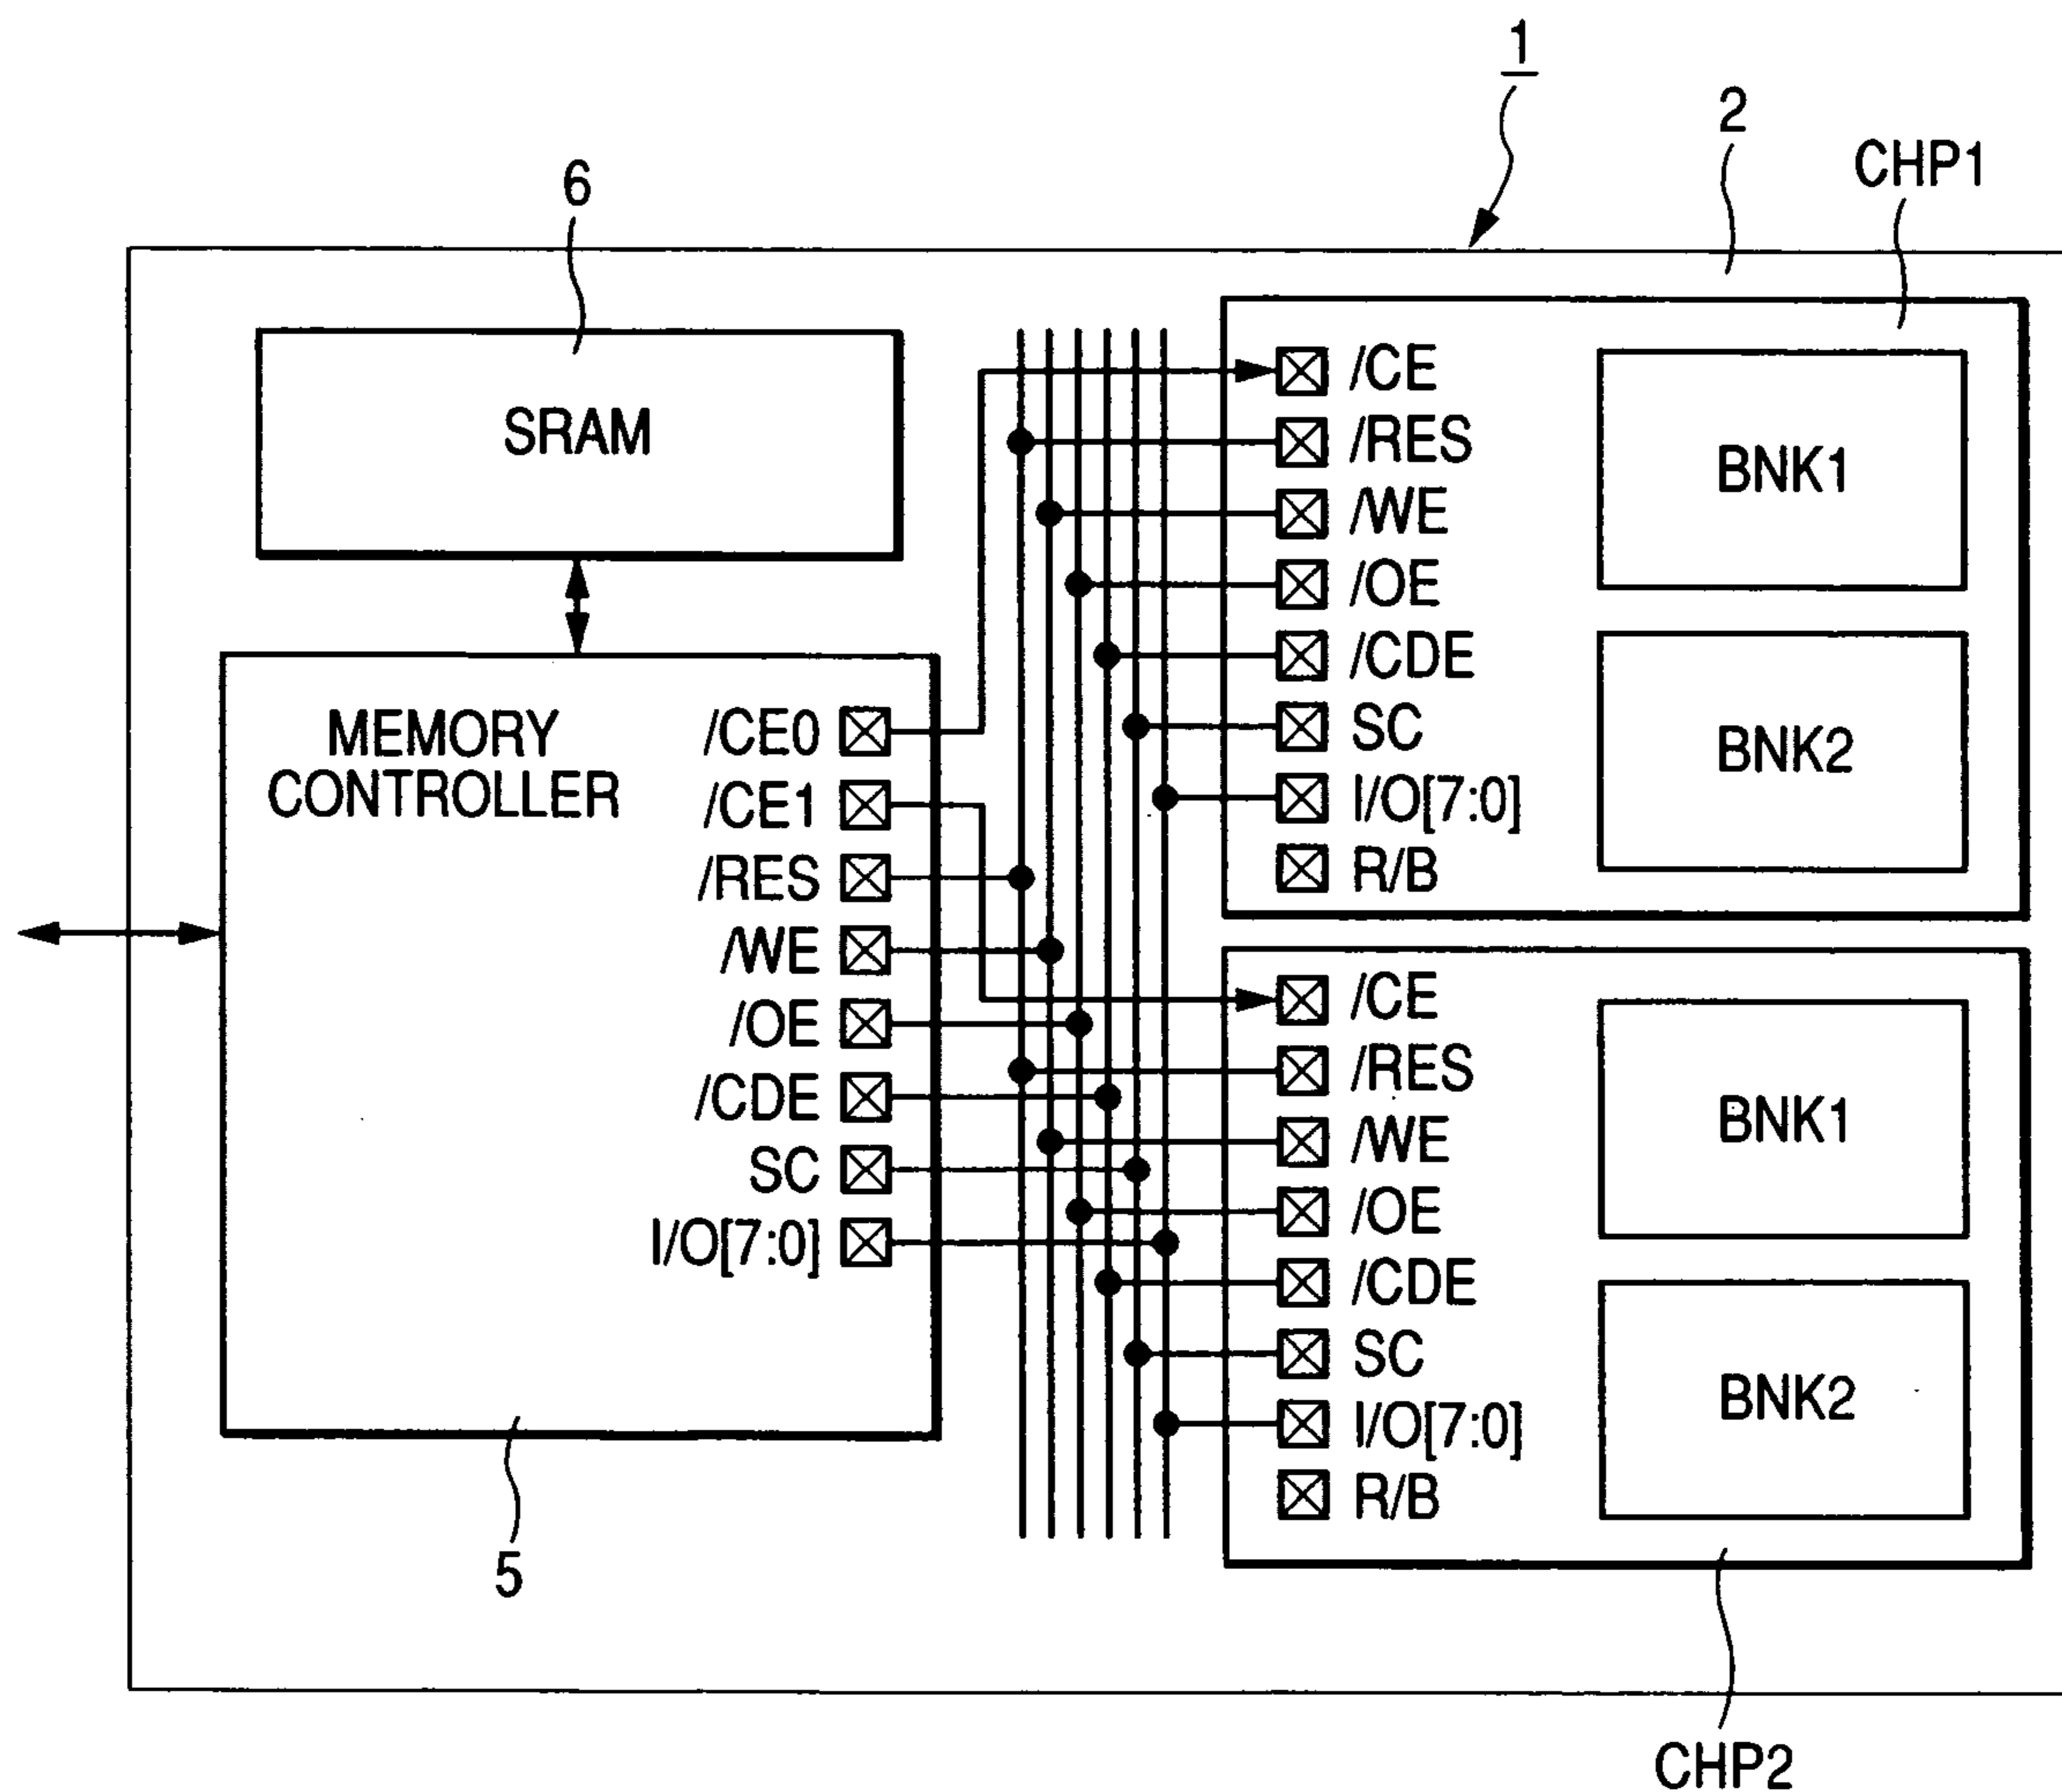 1
2
CHP1
6
SRAM
MEMORY
CONTROLLER
/CE0
/CE1
/RES
/WE
/OE
/CDE
SC
I/O[7:0]
5
/CE
/RES
/WE
/OE
/CDE
SC
I/O[7:0]
R/B
BNK1
BNK2
/CE
/RES
/WE
/OE
/CDE
SC
I/O[7:0]
R/B
BNK1
BNK2
CHP2